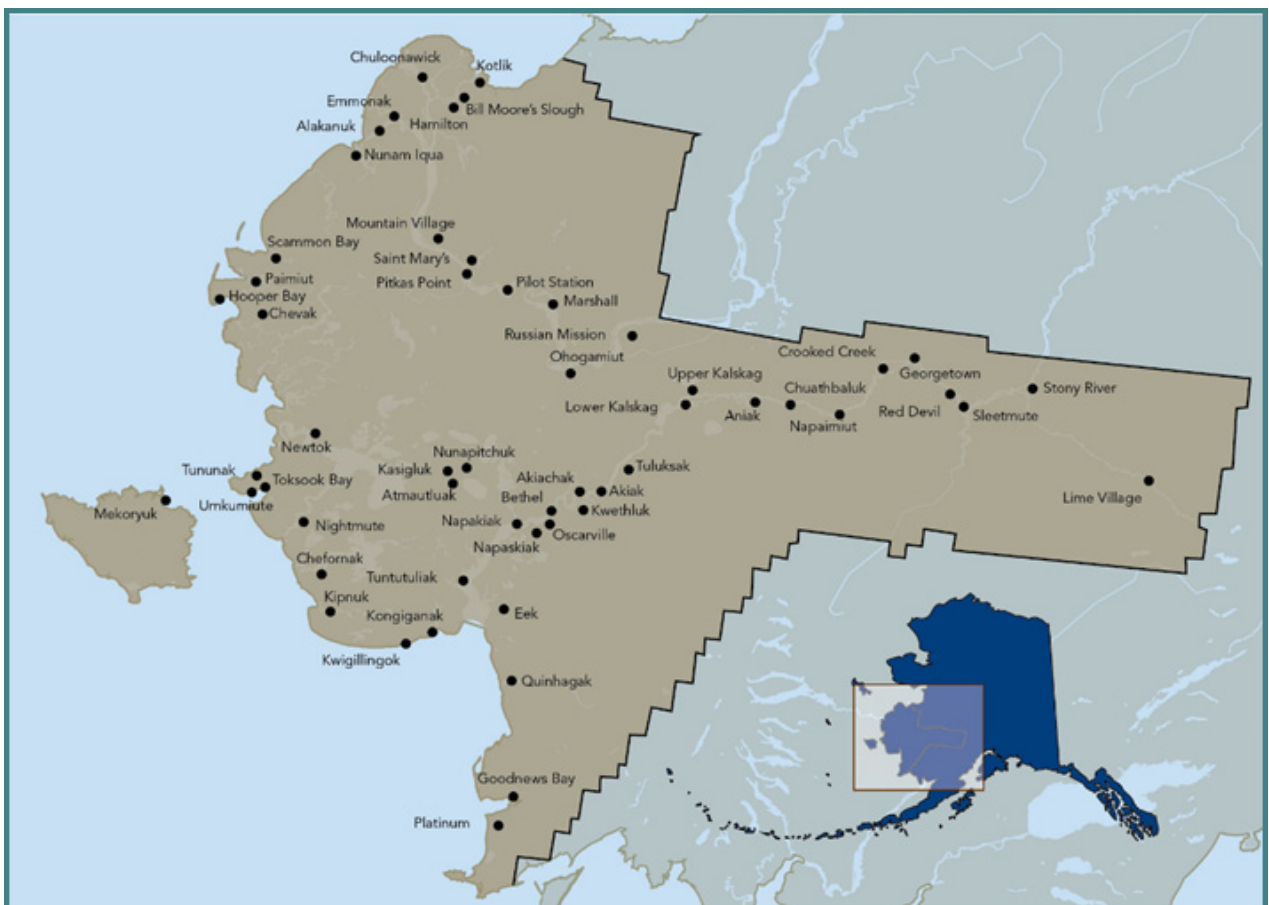 Chuloonawick
Kotlik
Emmonak
Bill Moore's Slough
Hamilton
Alakanuk
Nunam Iqua
Mountain Village
Scammon Bay
Saint Mary's
Paimiut
Pitkas Point
Pilot Station
Hooper Bay
Marshall
Chevak
Russian Mission
Ohogamiut
Crooked Creek
Upper Kalskag
Georgetown
Chuathbaluk
Stony River
Lower Kalskag
Aniak
Red Devil
Sleetmute
Napaimiut
Newtok
Nunapitchuk
Tununak
Kasigluk
Tuluksak
Toksook Bay
Akiachak
Akiak
Atmautluak
Bethel
Lime Village
Umkumiute
Kwethluk
Mekoryuk
Nightmute
Napakiak
Oscarville
Napaskiak
Chefornak
Tuntutuliak
Kipnuk
Eek
Kongiganak
Kwigillingok
Quinhagak
Goodnews Bay
Platinum